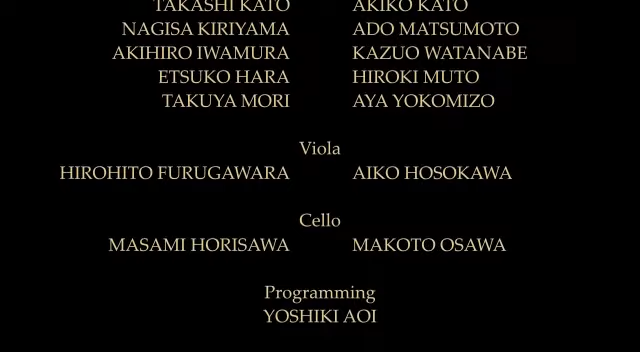 TAKASHI KATO AKIKO KATO
NAGISA KIRIYAMA ADO MATSUMOTO
AKIHIRO IWAMURA KAZUO WATANABE
ETSUKO HARA HIROKI MUTO
TAKUYA MORI AYA YOKOMIZO
Viola
HIROHITO FURUGAWARA AIKO HOSOKAWA
Cello
MASAMI HORISAWA MAKOTO OSAWA
Programming
YOSHIKI AOI